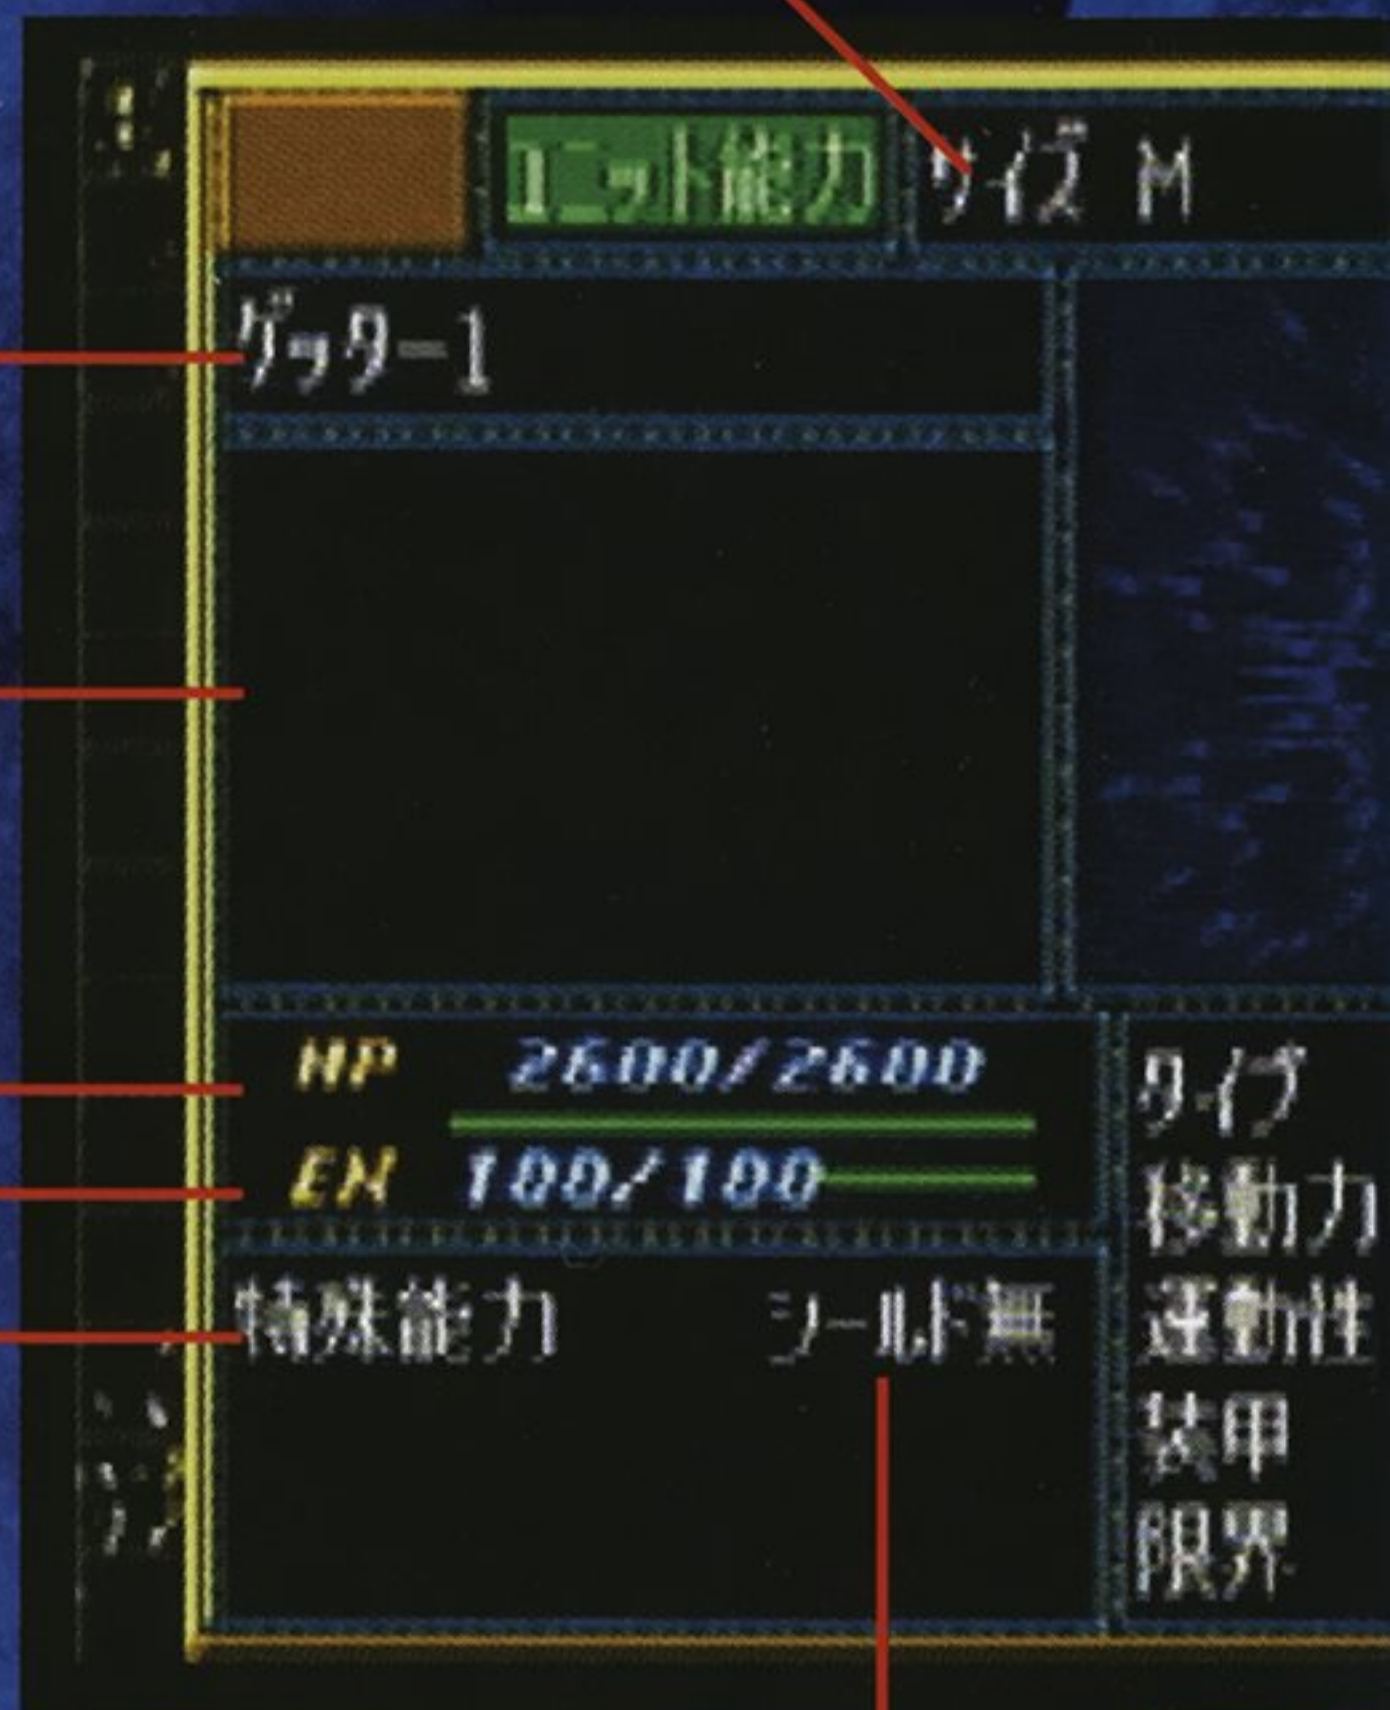 ユニット能力 サイズ M
ゲッター1
HP 2600/2600
EN 100/100
特殊能力 シールド無
タイプ
移動力
運動性
装甲
限界